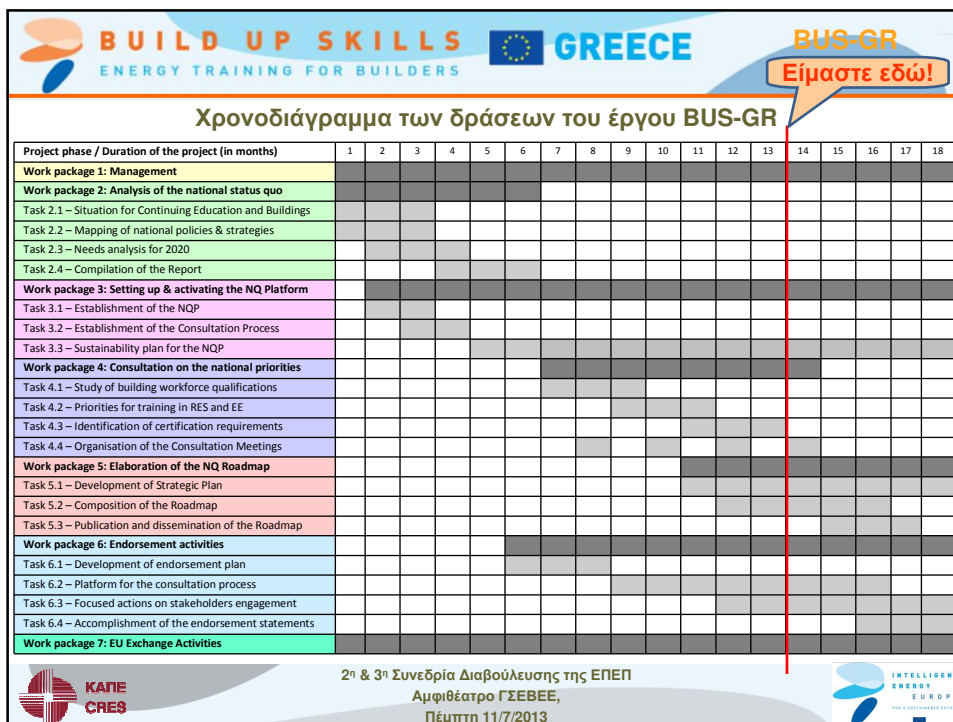 BUILD UP SKILLS
ENERGY TRAINING FOR BUILDERS
GREECE
BUS-GR
Είμαστε εδώ!
Χρονοδιάγραμμα των δράσεων του έργου BUS-GR
Project phase / Duration of the project (in months) 1 2 3 4 5 6 7 8 9 10 11 12 13 14 15 16 17 18
Work package 1: Management
Work package 2: Analysis of the national status quo
Task 2.1 – Situation for Continuing Education and Buildings
Task 2.2 – Mapping of national policies & strategies
Task 2.3 – Needs analysis for 2020
Task 2.4 – Compilation of the Report
Work package 3: Setting up & activating the NQ Platform
Task 3.1 – Establishment of the NQP
Task 3.2 – Establishment of the Consultation Process
Task 3.3 – Sustainability plan for the NQP
Work package 4: Consultation on the national priorities
Task 4.1 – Study of building workforce qualifications
Task 4.2 – Priorities for training in RES and EE
Task 4.3 – Identification of certification requirements
Task 4.4 – Organisation of the Consultation Meetings
Work package 5: Elaboration of the NQ Roadmap
Task 5.1 – Development of Strategic Plan
Task 5.2 – Composition of the Roadmap
Task 5.3 – Publication and dissemination of the Roadmap
Work package 6: Endorsement activities
Task 6.1 – Development of endorsement plan
Task 6.2 – Platform for the consultation process
Task 6.3 – Focused actions on stakeholders engagement
Task 6.4 – Accomplishment of the endorsement statements
Work package 7: EU Exchange Activities
ΚΑΠΕ
CRES
2η & 3η Συνεδρία Διαβούλευσης της ΕΠΕΠ
Αμφιθέατρο ΓΣΕΒΕΕ,
Πέμπτη 11/7/2013
INTELLIGEN
ENERGY
EUROP
FOR A SUSTAINABLE FUTU